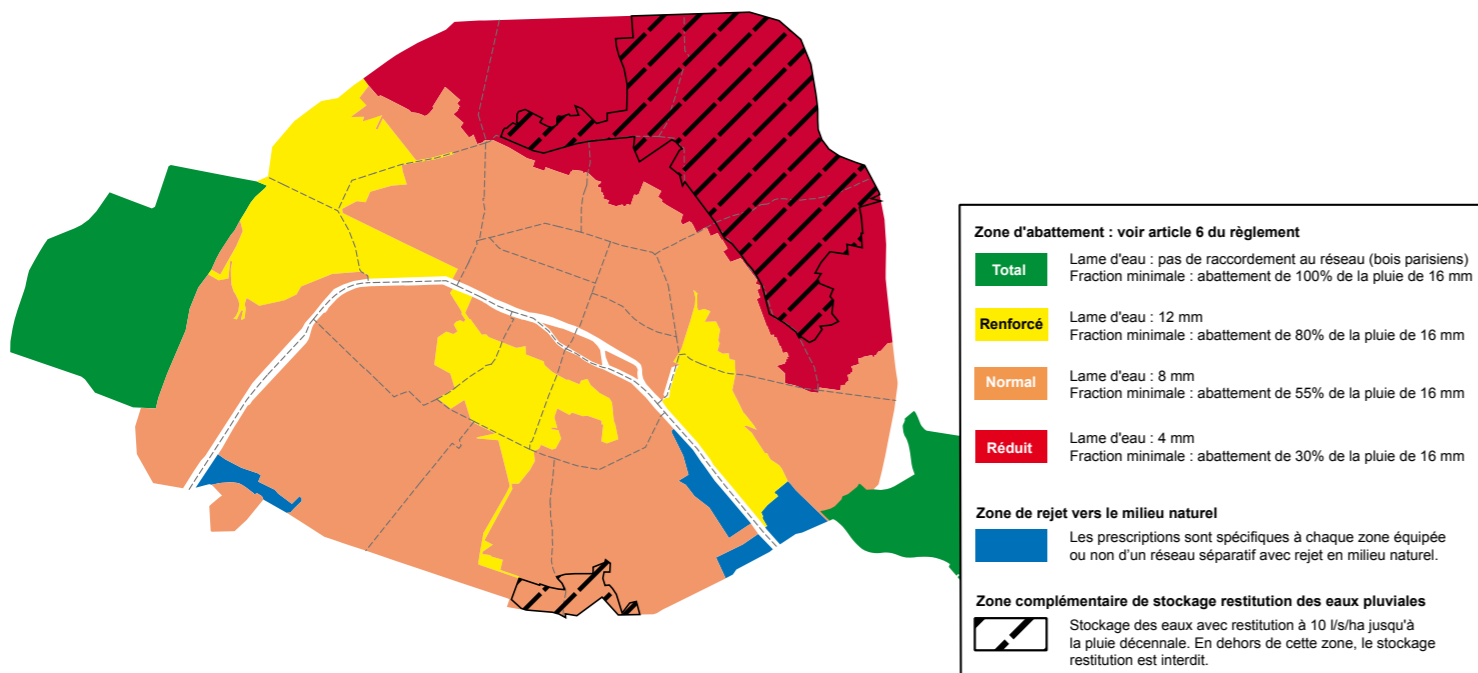 Zone d'abattement : voir article 6 du règlement
Total
Lame d'eau : pas de raccordement au réseau (bois parisiens)
Fraction minimale : abattement de 100% de la pluie de 16 mm
Renforcé
Lame d'eau : 12 mm
Fraction minimale : abattement de 80% de la pluie de 16 mm
Normal
Lame d'eau : 8 mm
Fraction minimale : abattement de 55% de la pluie de 16 mm
Réduit
Lame d'eau : 4 mm
Fraction minimale : abattement de 30% de la pluie de 16 mm
Zone de rejet vers le milieu naturel
Les prescriptions sont spécifiques à chaque zone équipée
ou non d’un réseau séparatif avec rejet en milieu naturel.
Zone complémentaire de stockage restitution des eaux pluviales
Stockage des eaux avec restitution à 10 l/s/ha jusqu'à
la pluie décennale. En dehors de cette zone, le stockage
restitution est interdit.